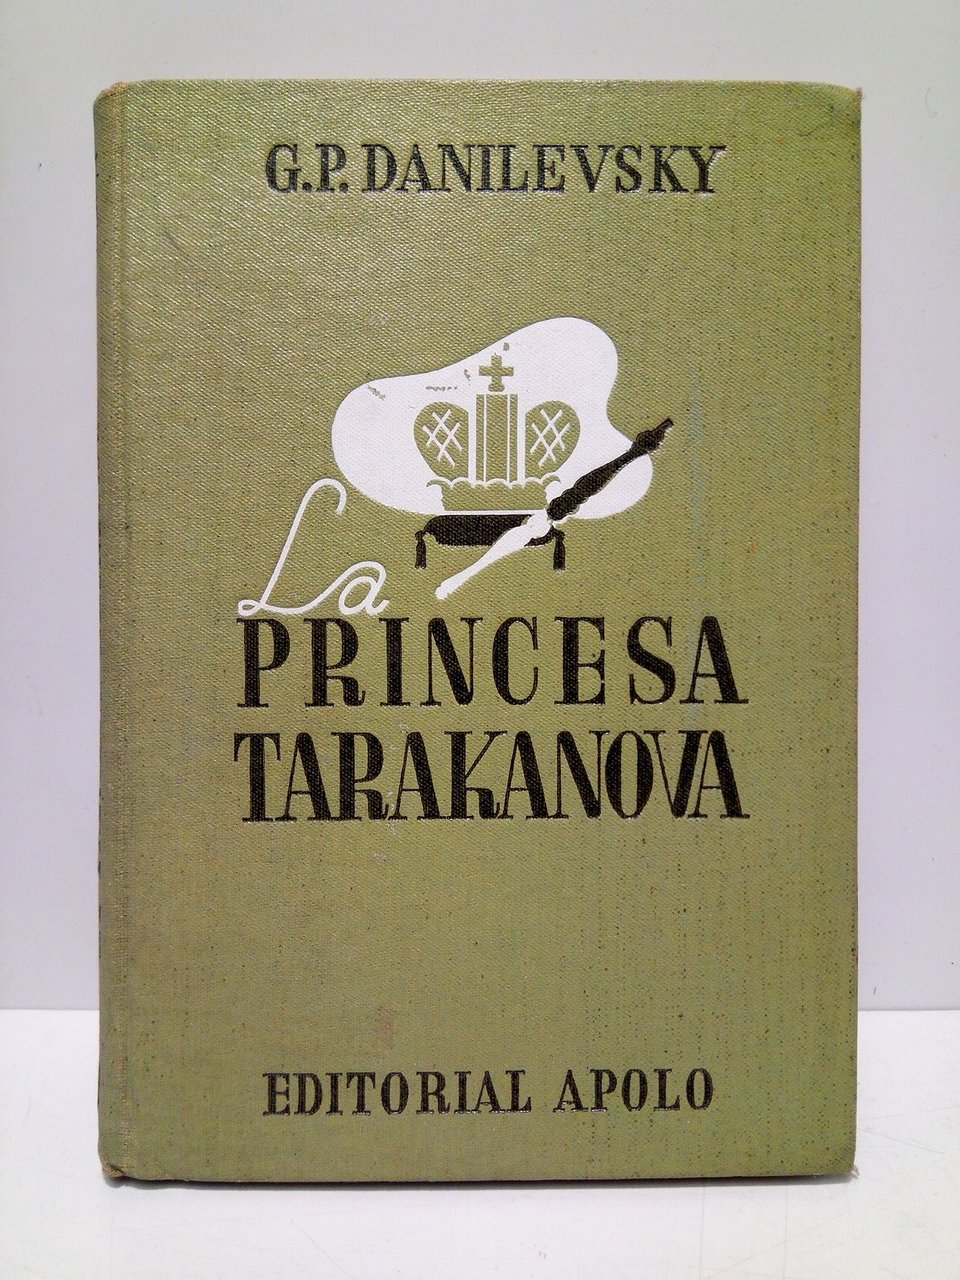 G.P. DANILEVSKY
La
PRINCESA
TARAKANOVA
EDITORIAL APOLO